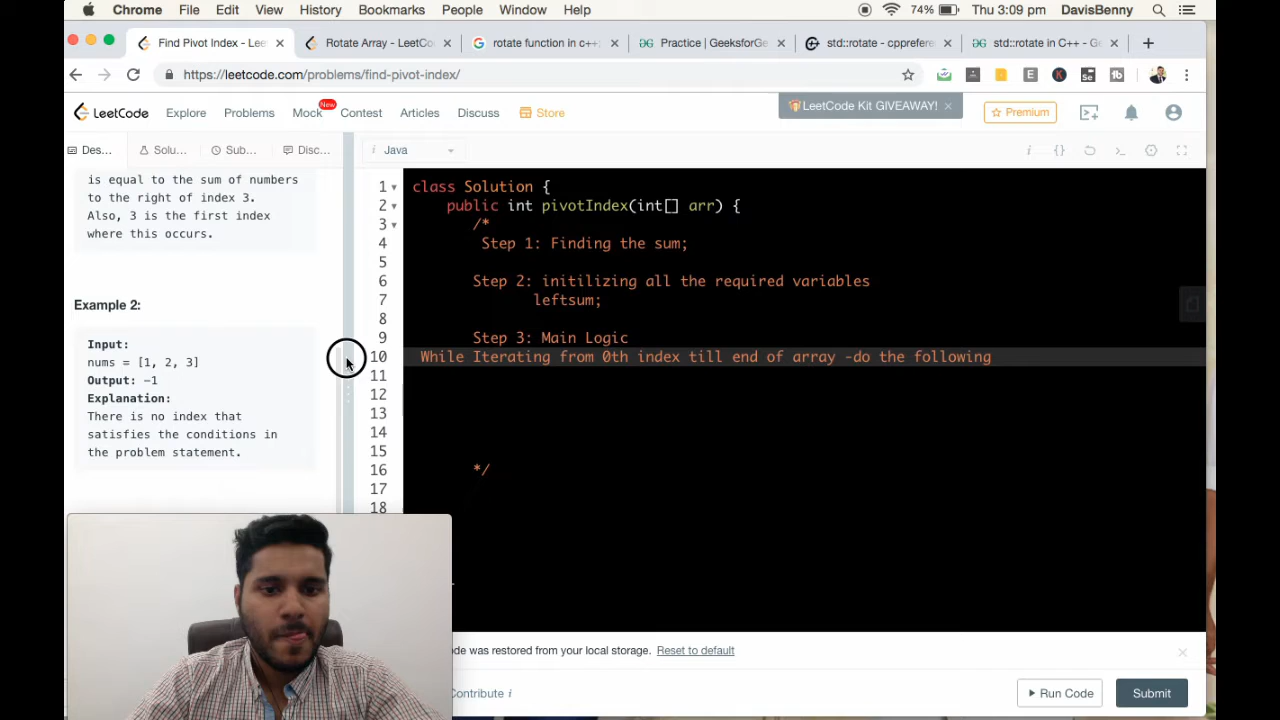 Chrome File Edit View History Bookmarks People Window Help 74% Thu 3:09 pm DavisBenny
Find Pivot Index - Lee
Rotate Array - LeetCo
rotate function in c++:
Practice | GeeksforGe
std::rotate - cpprefere
std::rotate in C++ - Ge
https://leetcode.com/problems/find-pivot-index/
LeetCode Explore Problems Mock New Contest Articles Discuss Store
LeetCode Kit GIVEAWAY!
Premium
Des... Solu... Sub... Disc...
i Java
is equal to the sum of numbers
to the right of index 3.
Also, 3 is the first index
where this occurs.
Example 2:
Input:
nums = [1, 2, 3]
Output: -1
Explanation:
There is no index that
satisfies the conditions in
the problem statement.
1 class Solution {
2 public int pivotIndex(int[] arr) {
3 /*
4 Step 1: Finding the sum;
5
6 Step 2: initilizing all the required variables
7 leftsum;
8
9 Step 3: Main Logic
10 While Iterating from 0th index till end of array -do the following
11
12
13
14
15
16 */
17
18
ode was restored from your local storage. Reset to default
Contribute i
Run Code
Submit